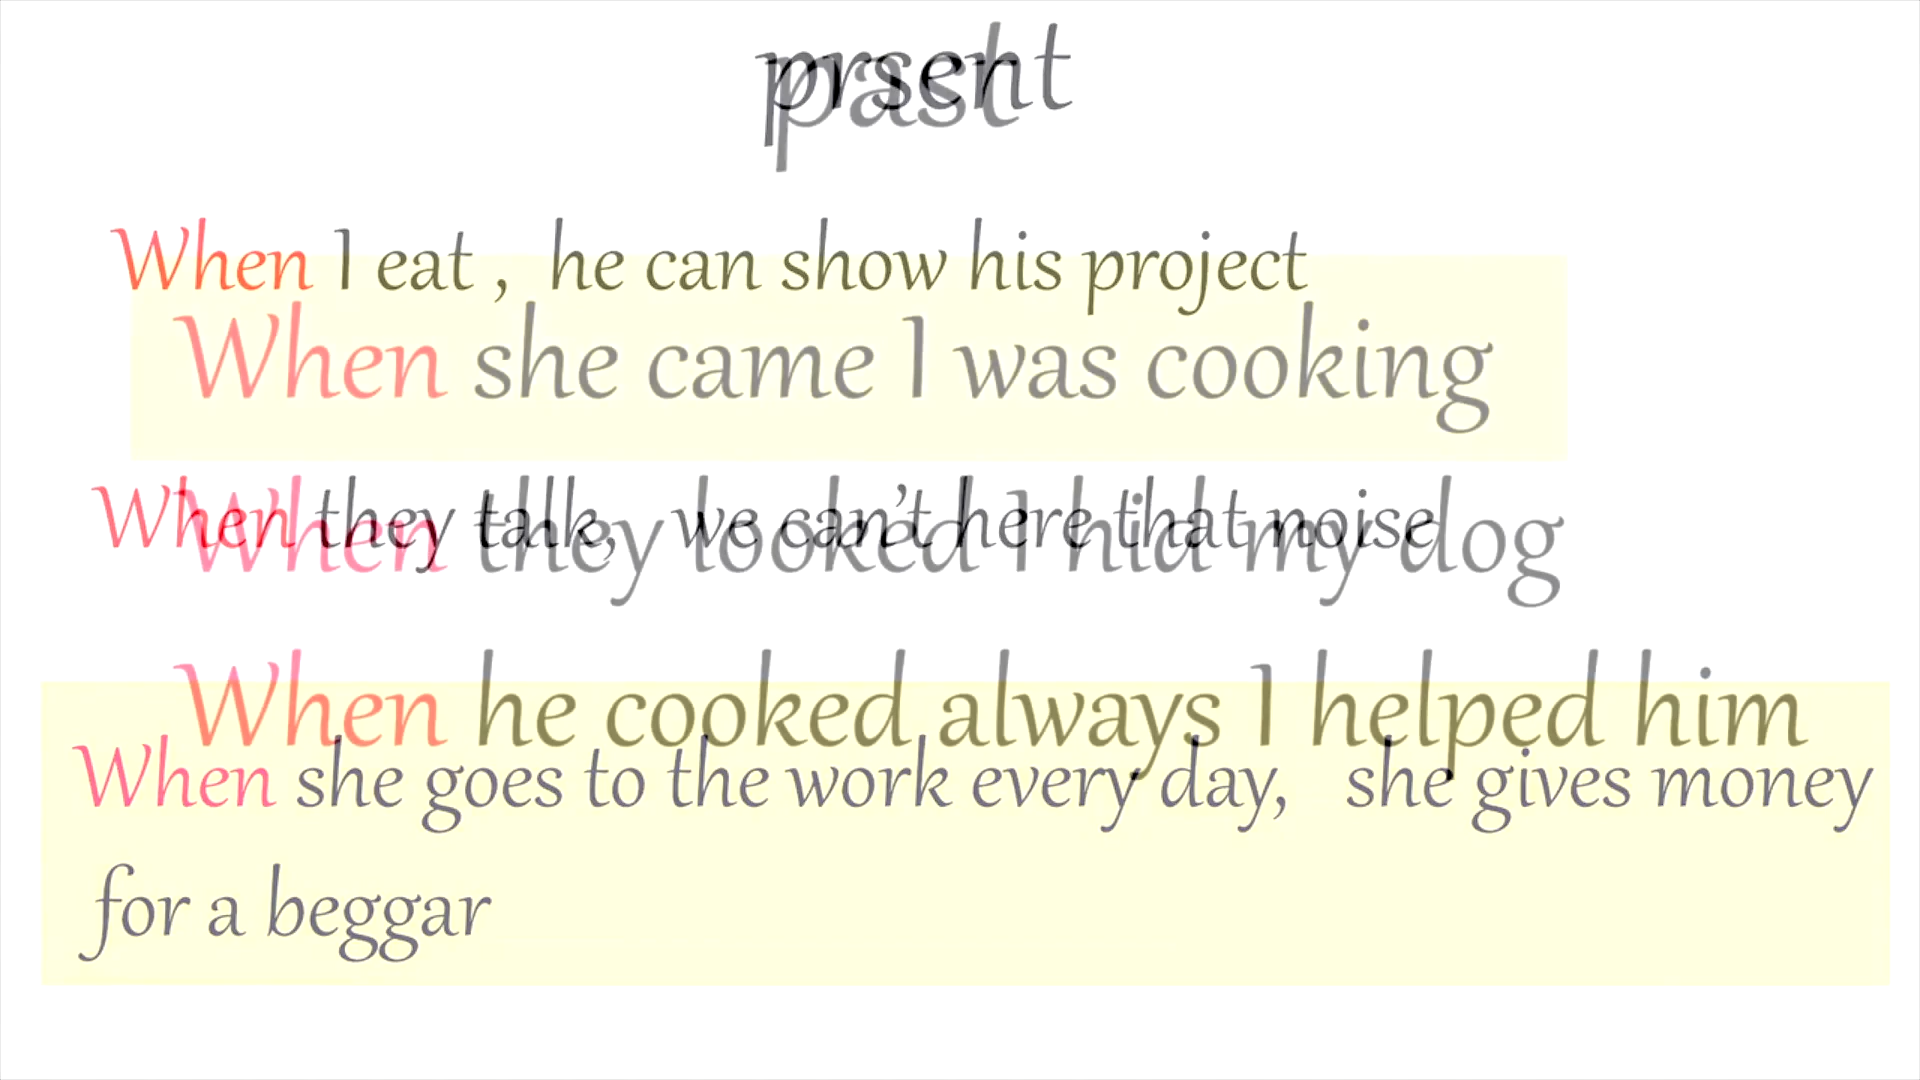 prsent
past
When I eat , he can show his project
When she came I was cooking
When they talk, we can't here that noise
When they looked I hid my dog
When he cooked always I helped him
When she goes to the work every day, she gives money
for a beggar